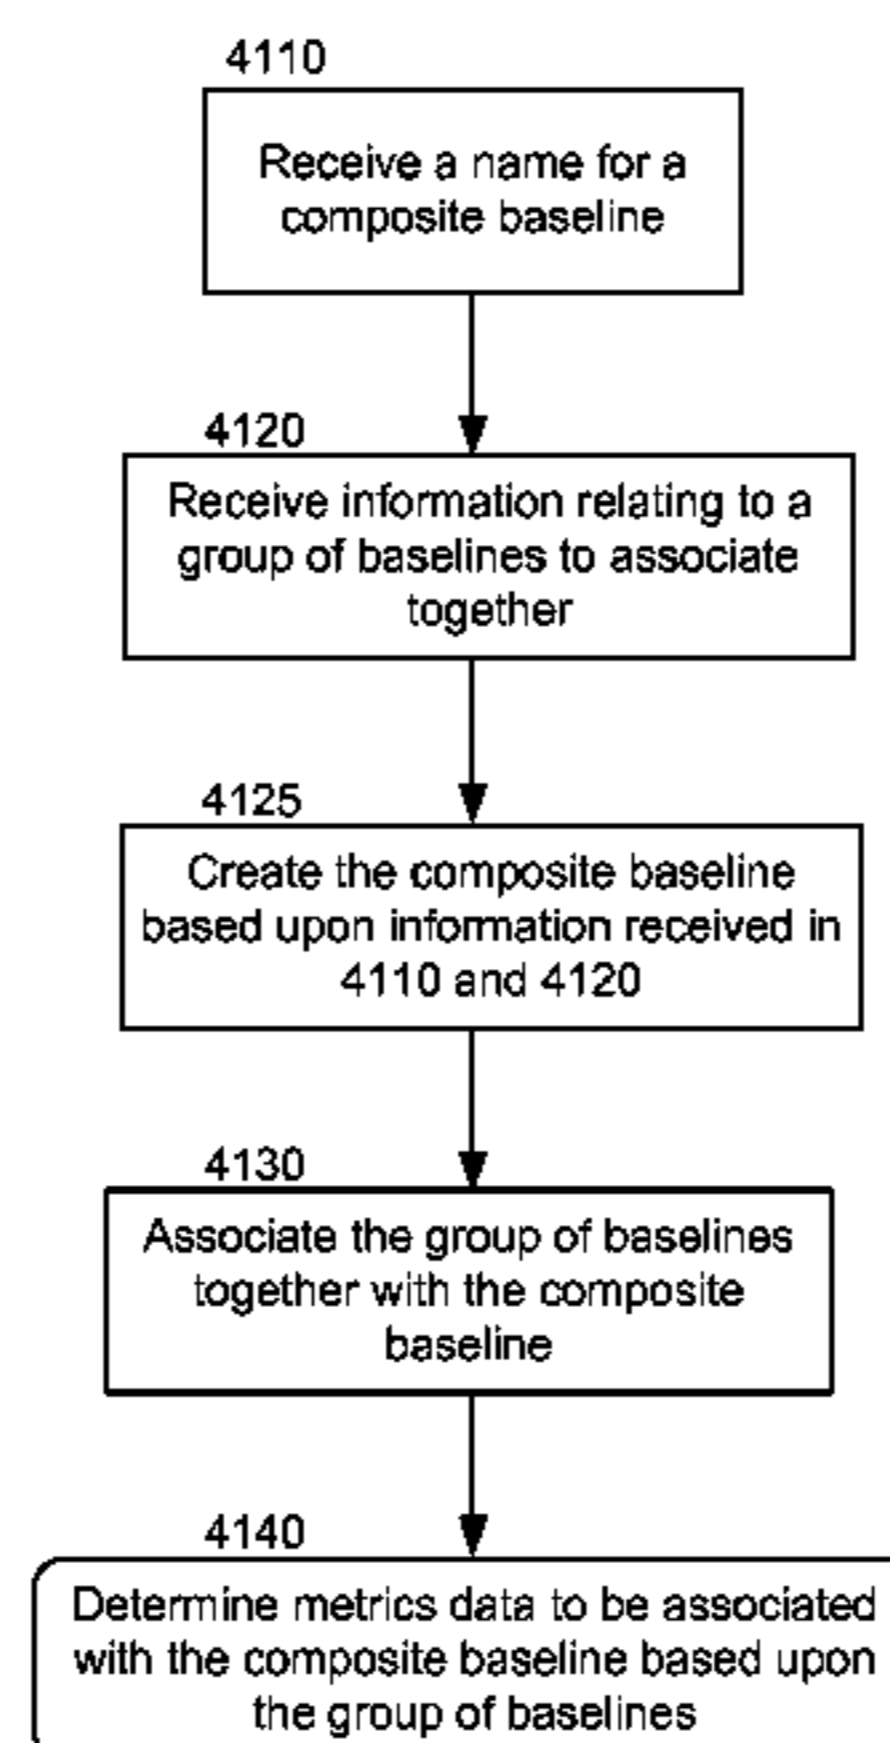 4110
Receive a name for a
composite baseline
4120
Receive information relating to a
group of baselines to associate
together
4125
Create the composite baseline
based upon information received in
4110 and 4120
4130
Associate the group of baselines
together with the composite
baseline
4140
Determine metrics data to be associated
with the composite baseline based upon
the group of baselines